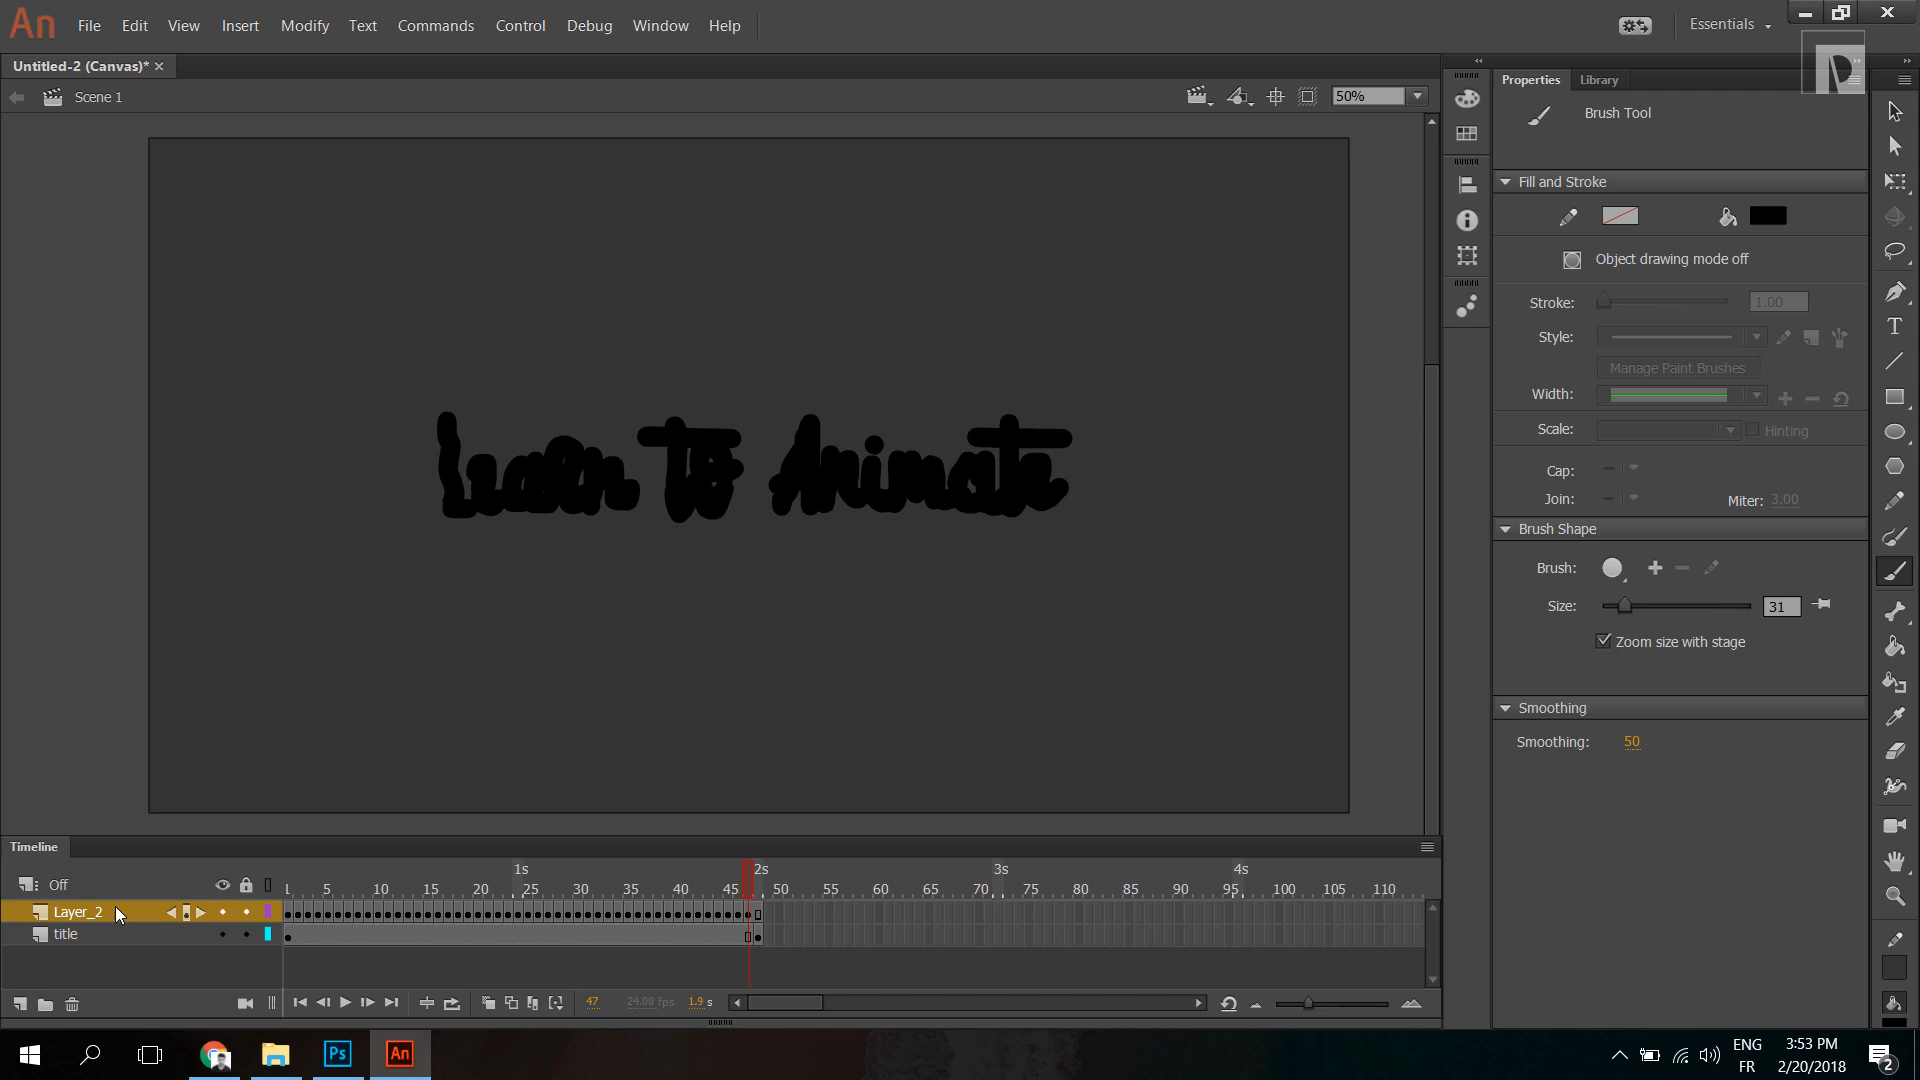 An File Edit View Insert Modify Text Commands Control Debug Window Help Essentials
Untitled-2 (Canvas)*
Scene 1
50%
Properties Library
Brush Tool
Fill and Stroke
Object drawing mode off
Stroke: 1.00
Style:
Manage Paint Brushes
Width:
Scale: Hinting
Cap:
Join: Miter: 3.00
Brush Shape
Brush:
Size: 31
Zoom size with stage
Smoothing
Smoothing: 50
Learn To Animate
Timeline
1s 2s 3s 4s
Off 1 5 10 15 20 25 30 35 40 45 50 55 60 65 70 75 80 85 90 95 100 105 110
Layer_2
title
47 24.00 fps 1.9 s
Ps An
ENG 3:53 PM
FR 2/20/2018 2